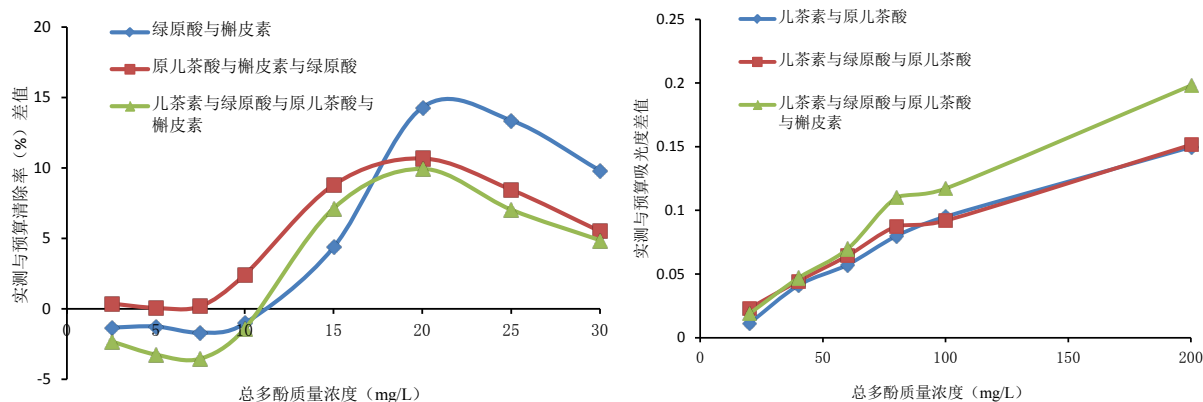 20
15
10
5
0
-5
实测与预算清除率（%）差值
绿原酸与槲皮素
原儿茶酸与槲皮素与绿原酸
儿茶素与绿原酸与原儿茶酸与
槲皮素
0
5
10
15
20
25
30
总多酚质量浓度（mg/L）
0.25
0.2
0.15
0.1
0.05
0
实测与预算吸光度差值
儿茶素与原儿茶酸
儿茶素与绿原酸与原儿茶酸
儿茶素与绿原酸与原儿茶酸
与槲皮素
0
50
100
150
200
总多酚质量浓度（mg/L）